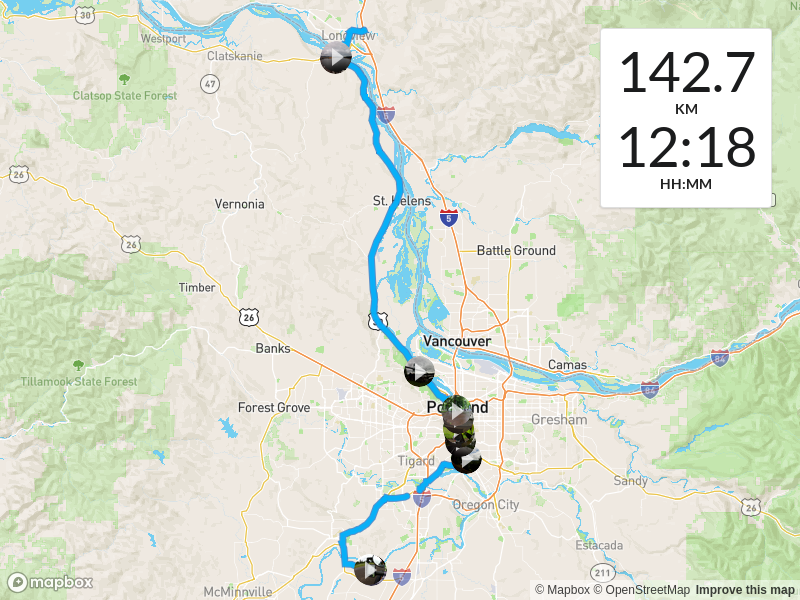 30
Longview
Westport
Clatskanie
47
Clatsop State Forest
5
142.7
KM
12:18
HH:MM
26
St. Helens
Vernonia
5
26
Battle Ground
Timber
26
Vancouver
Banks
84
Camas
Tillamook State Forest
84
Forest Grove
Gresham
Tigard
Sandy
5
Oregon City
26
Estacada
211
5
McMinnville
mapbox
© Mapbox © OpenStreetMap Improve this map